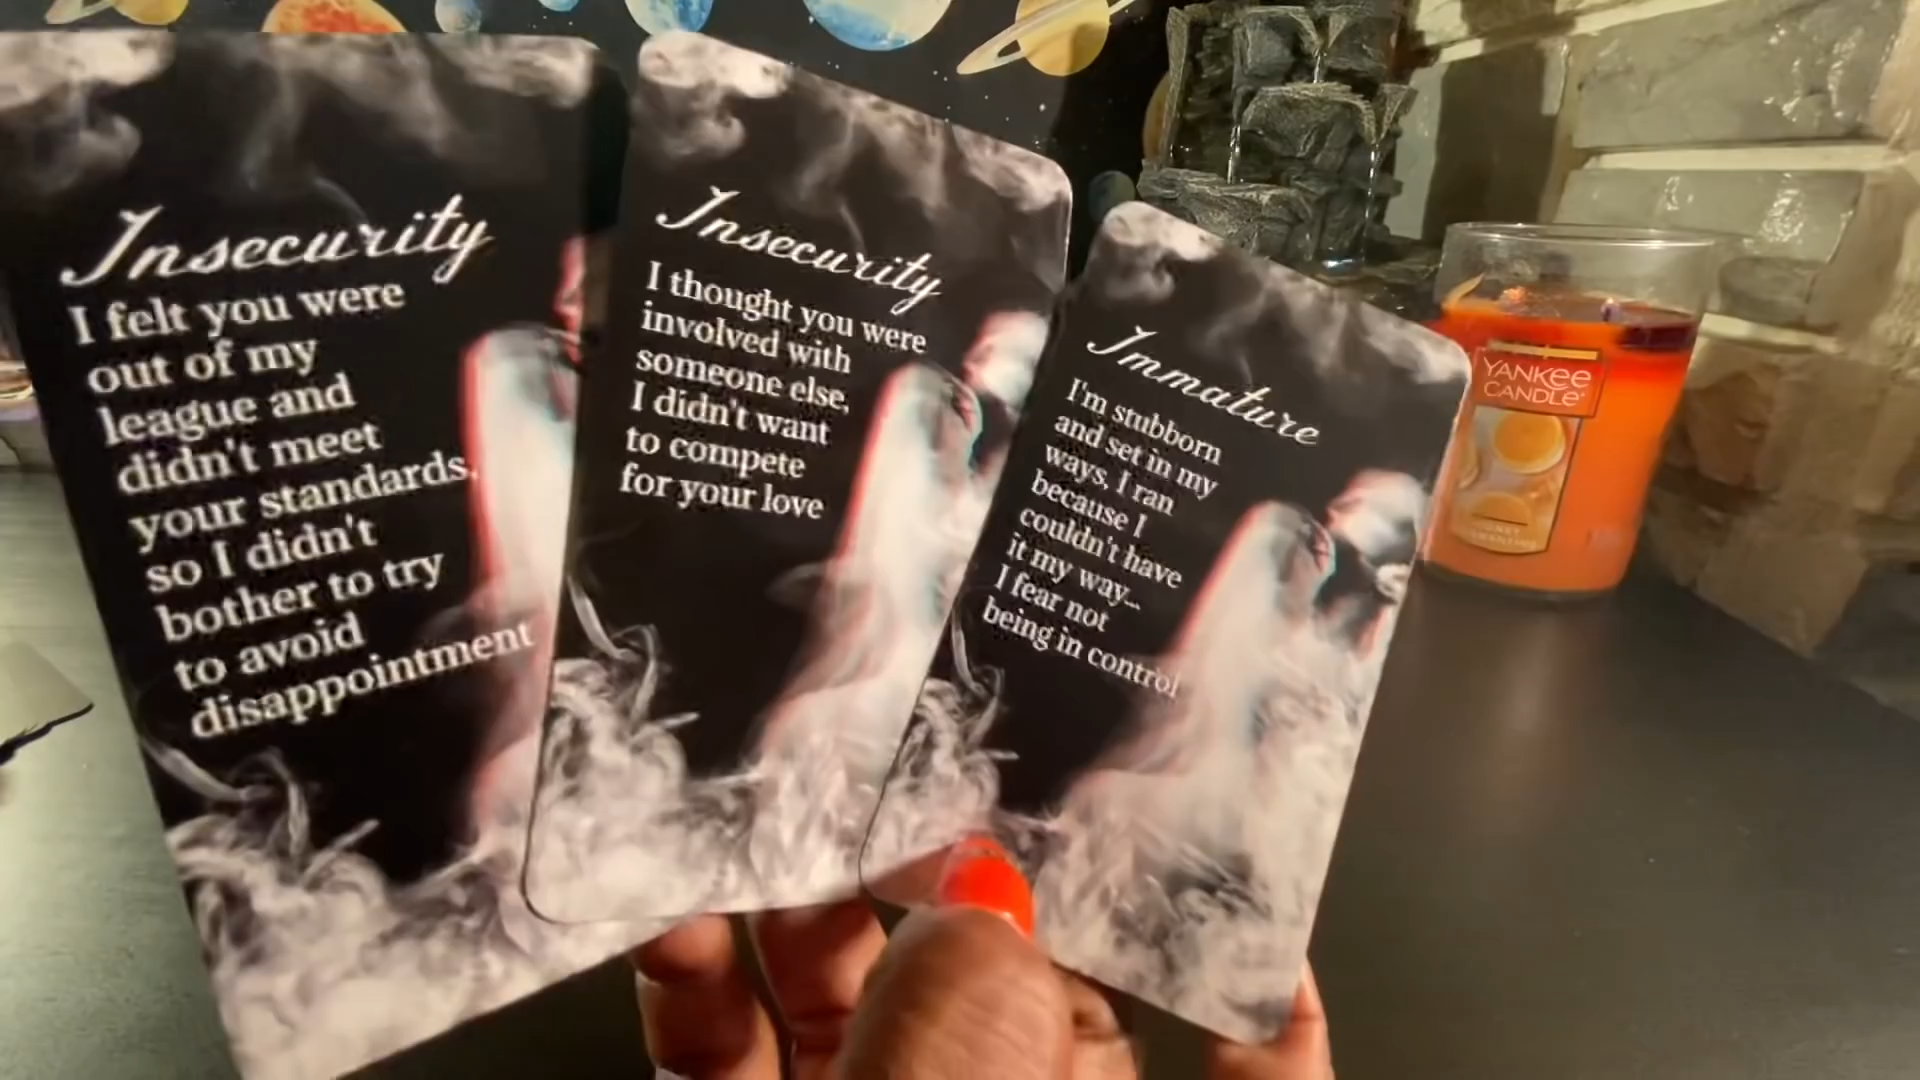 Insecurity
I felt you were
out of my
league and
didn't meet
your standards,
so I didn't
bother to try
to avoid
disappointment
Insecurity
I thought you were
involved with
someone else,
I didn't want
to compete
for your love
Immature
I'm stubborn
and set in my
ways, I ran
because I
couldn't have
it my way...
I fear not
being in control
YANKEE
CANDLE